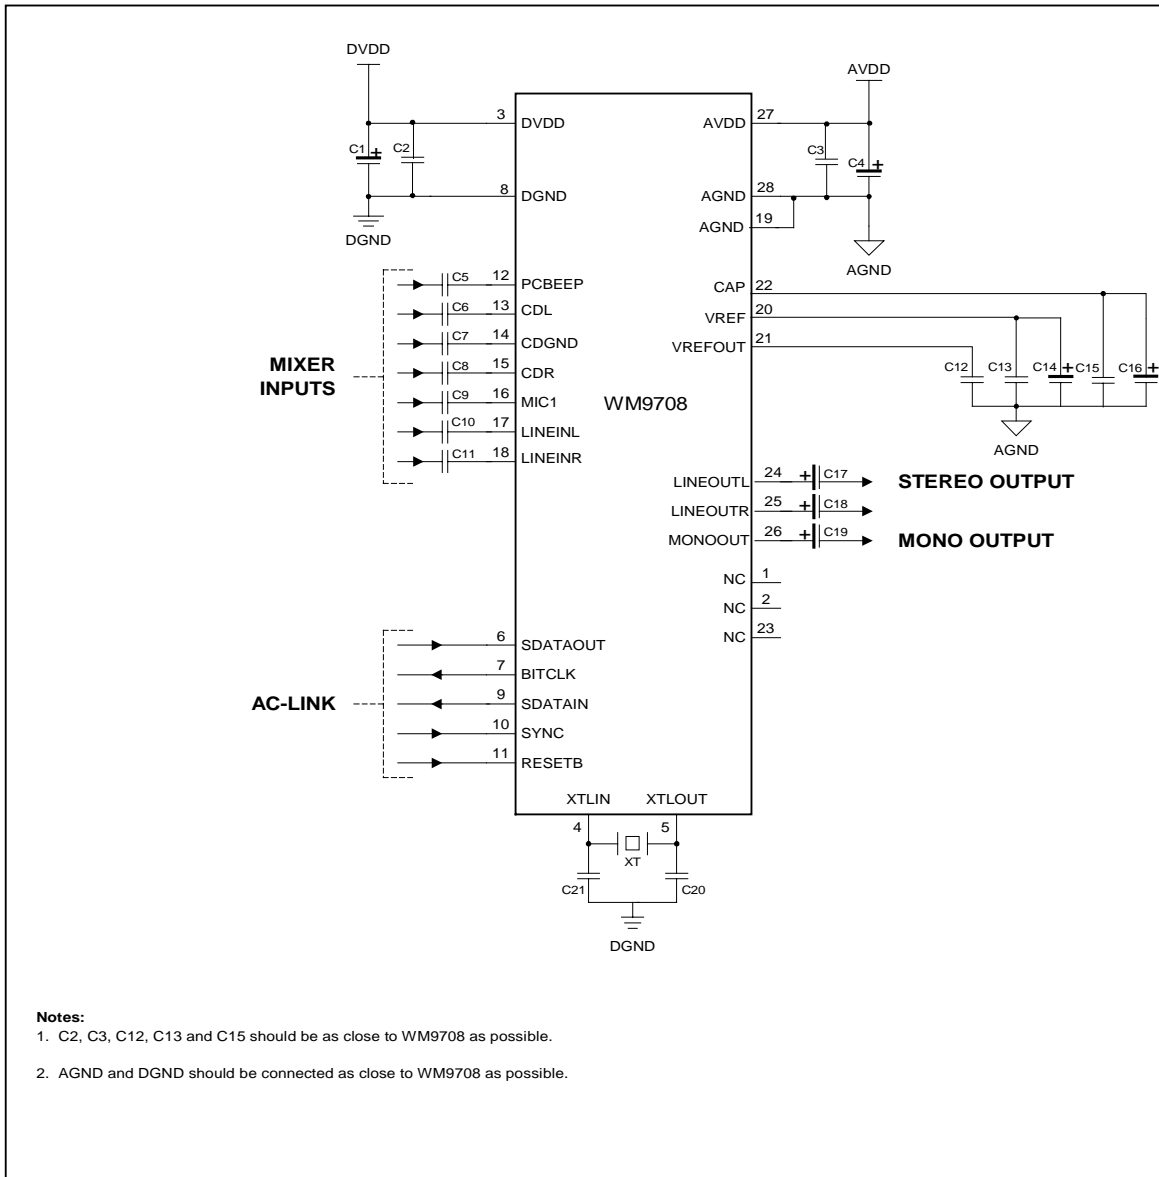 DVDD
AVDD
3 DVDD
AVDD 27
C1 +
C2
C3
C4 +
8 DGND
AGND 28
AGND 19
DGND
AGND
MIXER
INPUTS
C5 12 PCBEEP
C6 13 CDL
C7 14 CDGND
C8 15 CDR
C9 16 MIC1
C10 17 LINEINL
C11 18 LINEINR
CAP 22
VREF 20
VREFOUT 21
WM9708
C12 C13 C14 + C15 C16 +
AGND
LINEOUTL 24 + C17 STEREO OUTPUT
LINEOUTR 25 + C18
MONOOUT 26 + C19 MONO OUTPUT
NC 1
NC 2
NC 23
AC-LINK
6 SDATAOUT
7 BITCLK
9 SDATAIN
10 SYNC
11 RESETB
XTLIN XTLOUT
4 5
XT
C21 C20
DGND
Notes:
1. C2, C3, C12, C13 and C15 should be as close to WM9708 as possible.
2. AGND and DGND should be connected as close to WM9708 as possible.